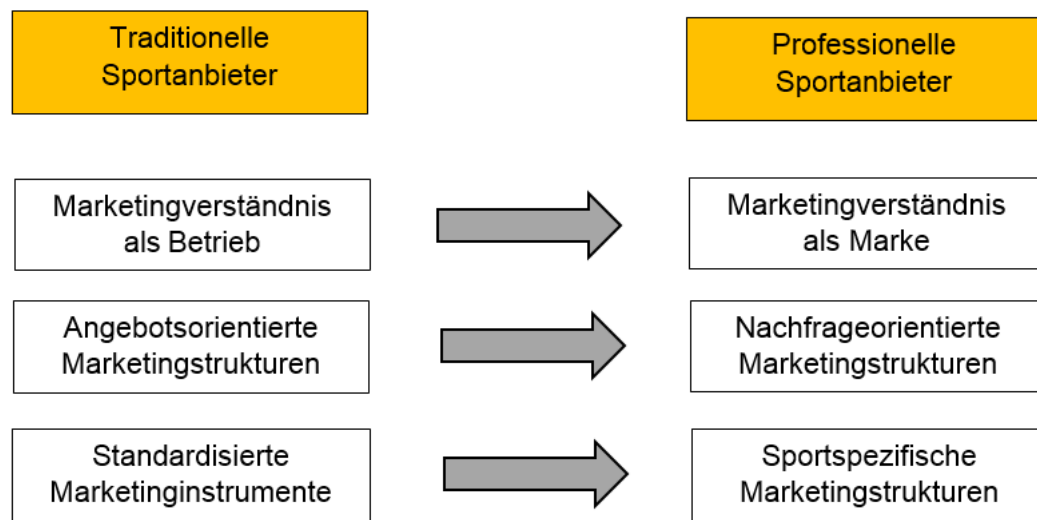 Traditionelle
Sportanbieter
Professionelle
Sportanbieter
Marketingverständnis
als Betrieb
Marketingverständnis
als Marke
Angebotsorientierte
Marketingstrukturen
Nachfrageorientierte
Marketingstrukturen
Standardisierte
Marketinginstrumente
Sportspezifische
Marketingstrukturen